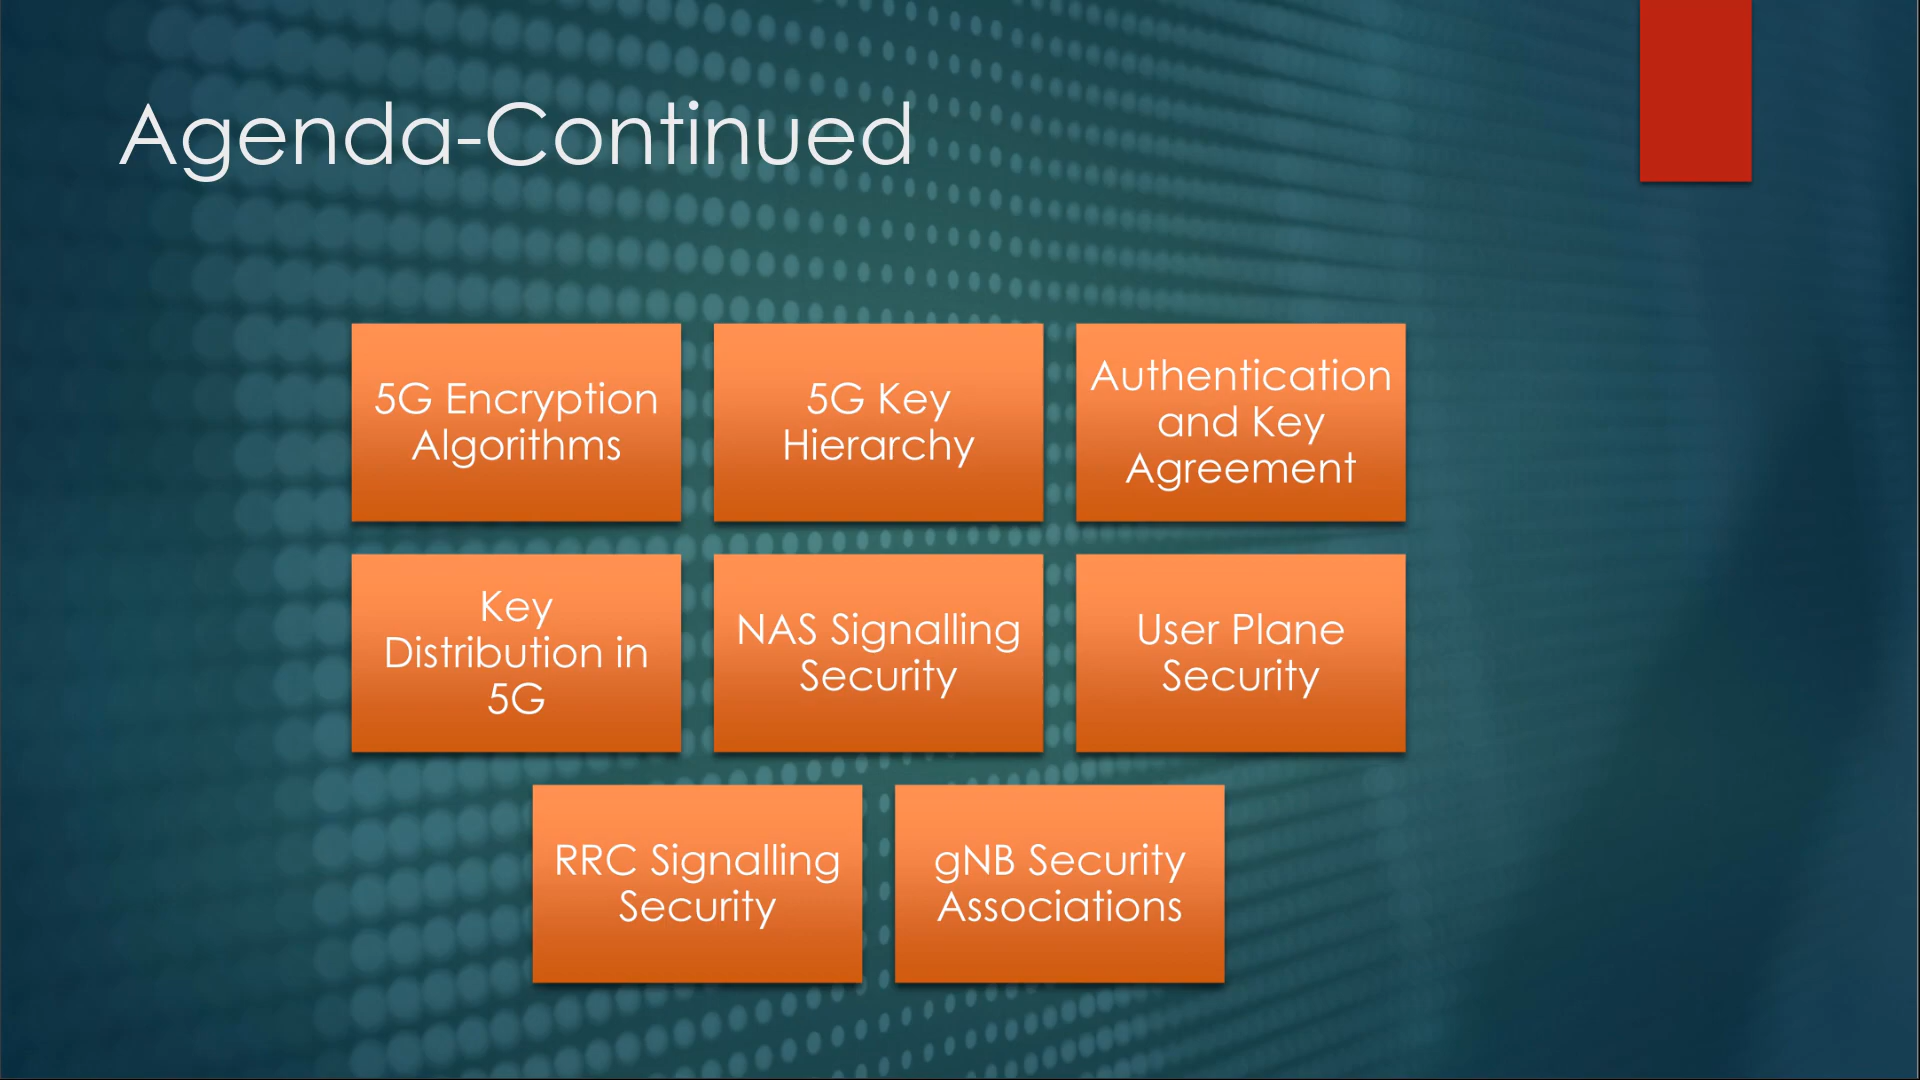 Agenda-Continued
5G Encryption
Algorithms
5G Key
Hierarchy
Authentication
and Key
Agreement
Key
Distribution in
5G
NAS Signalling
Security
User Plane
Security
RRC Signalling
Security
gNB Security
Associations